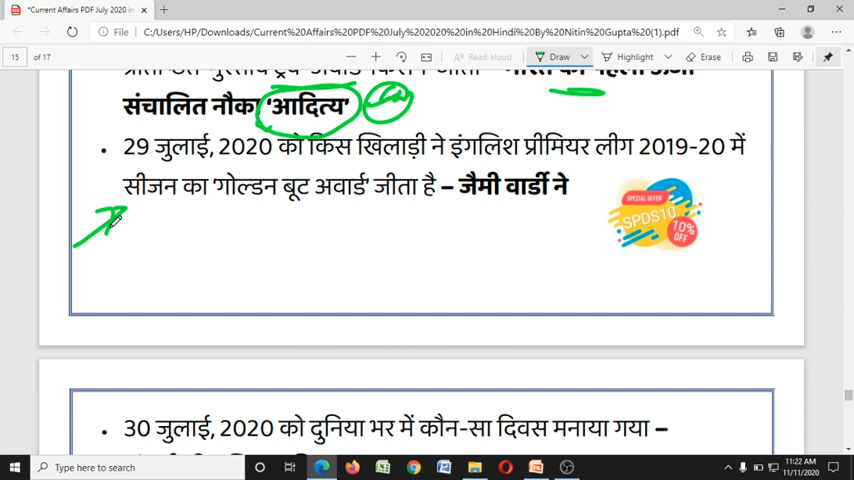 *Current Affairs PDF July 2020 in
File
C:/Users/HP/Downloads/Current%20Affairs%20PDF%20July%202020%20in%20Hindi%20By%20Nitin%20Gupta%20(1).pdf
15 of 17
Read aloud
Draw
Highlight
Erase
संचालित नौका 'आदित्य'
• 29 जुलाई, 2020 को किस खिलाड़ी ने इंगलिश प्रीमियर लीग 2019-20 में
सीजन का 'गोल्डन बूट अवार्ड' जीता है – जैमी वार्डी ने
SPECIAL OFFER
SPDS10
10% OFF
• 30 जुलाई, 2020 को दुनिया भर में कौन-सा दिवस मनाया गया –
Type here to search
11:22 AM
11/11/2020